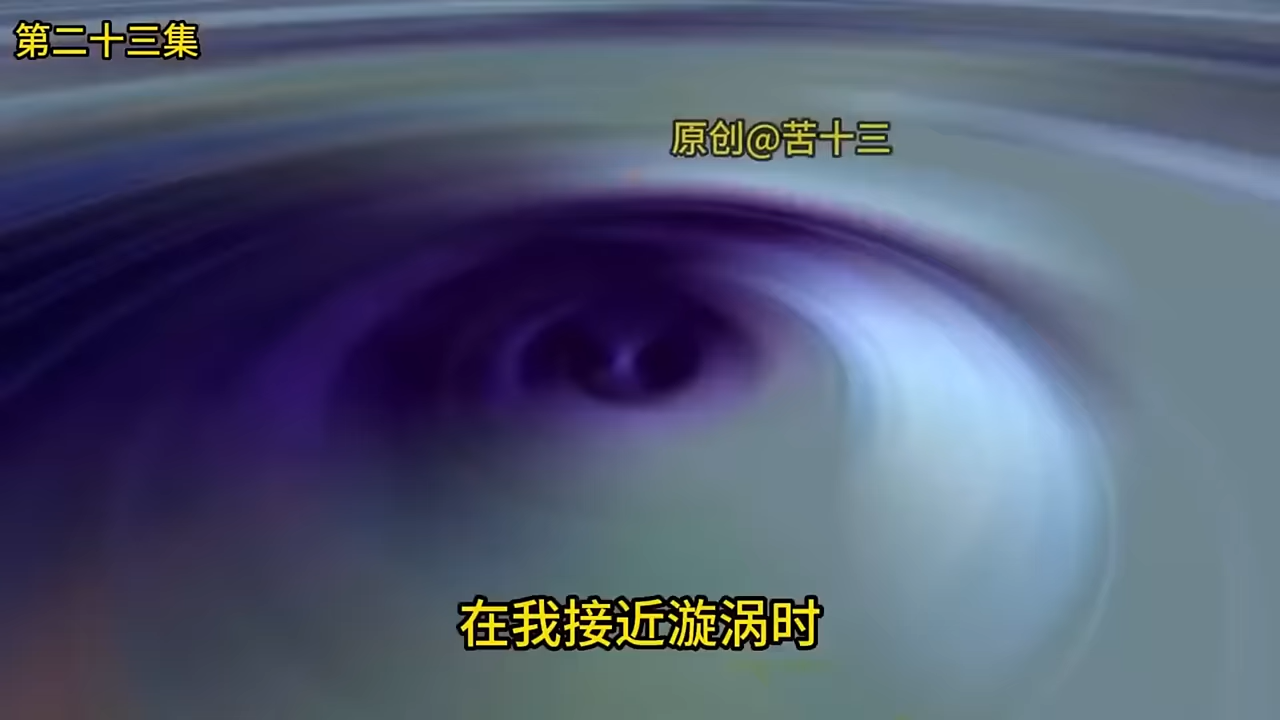 第二十三集
原创@苦十三
在我接近漩涡时